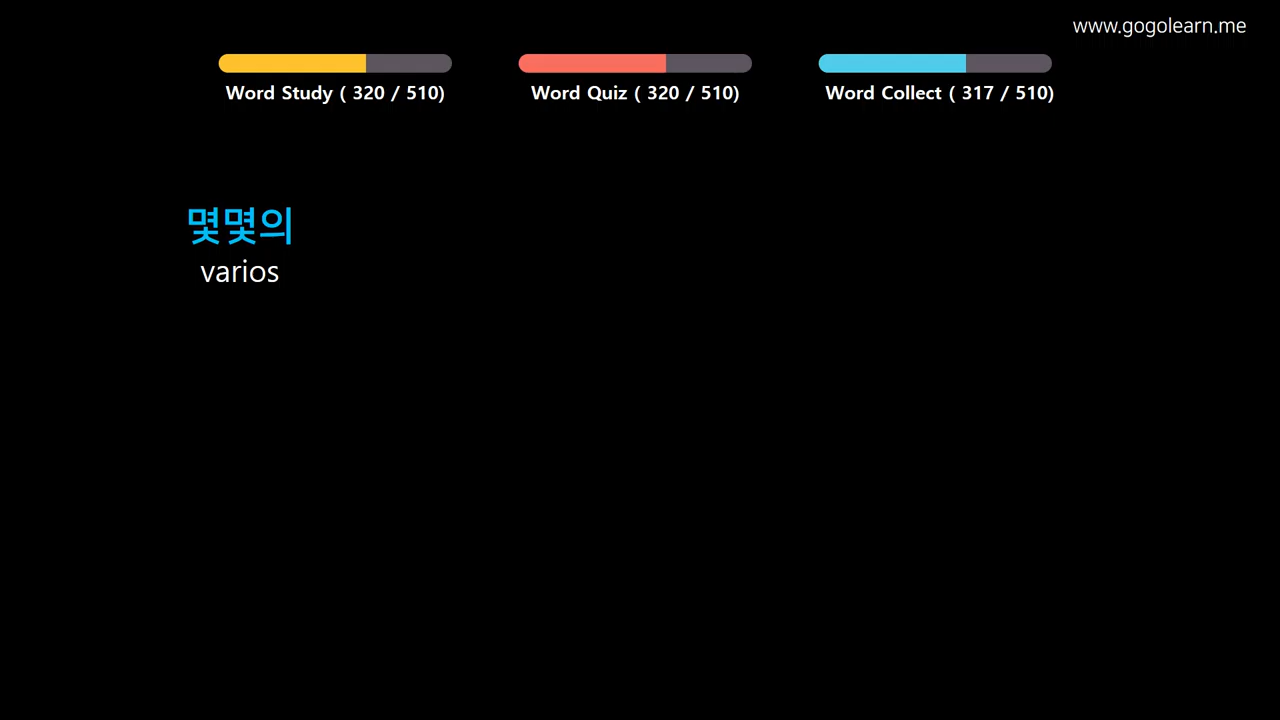 www.gogolearn.me
Word Study ( 320 / 510)
Word Quiz ( 320 / 510)
Word Collect ( 317 / 510)
몇몇의
varios